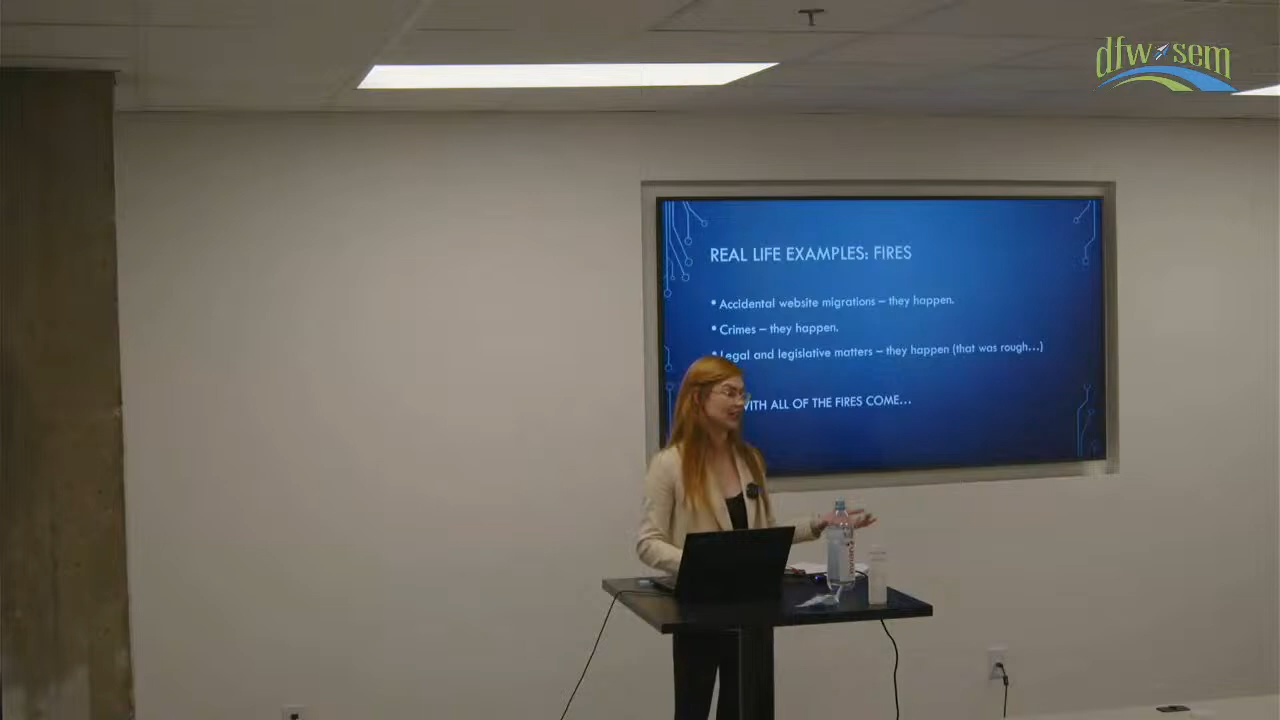 dfw sem
REAL LIFE EXAMPLES: FIRES
• Accidental website migrations – they happen.
• Crimes – they happen.
• Legal and legislative matters – they happen (that was rough...)
WITH ALL OF THE FIRES COME...